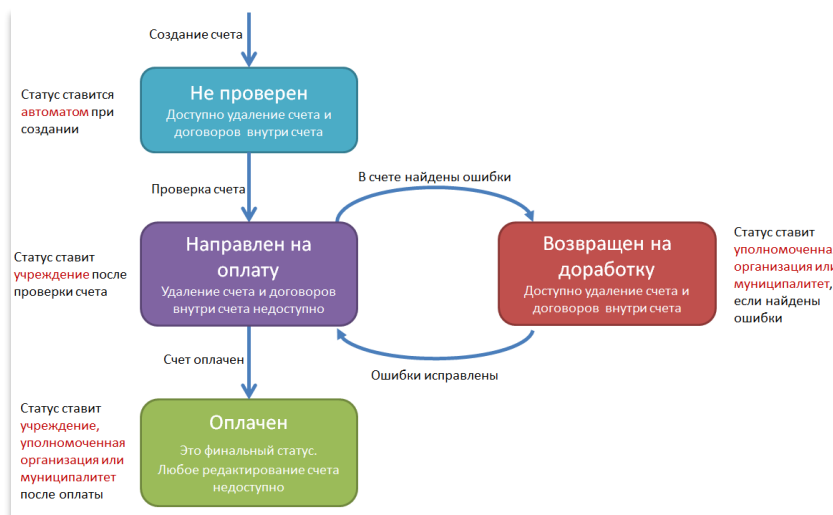 Создание счета
Статус ставится
автоматом при
создании
Не проверен
Доступно удаление счета и
договоров внутри счета
Проверка счета
В счете найдены ошибки
Статус ставит
учреждение после
проверки счета
Направлен на
оплату
Удаление счета и договоров
внутри счета недоступно
Возвращен на
доработку
Доступно удаление счета и
договоров внутри счета
Статус ставит
уполномоченна
организация или
муниципалитет,
если найдены
ошибки
Счет оплачен
Ошибки исправлены
Статус ставит
учреждение,
уполномоченная
организация или
муниципалитет
после оплаты
Оплачен
Это финальный статус.
Любое редактирование счета
недоступно